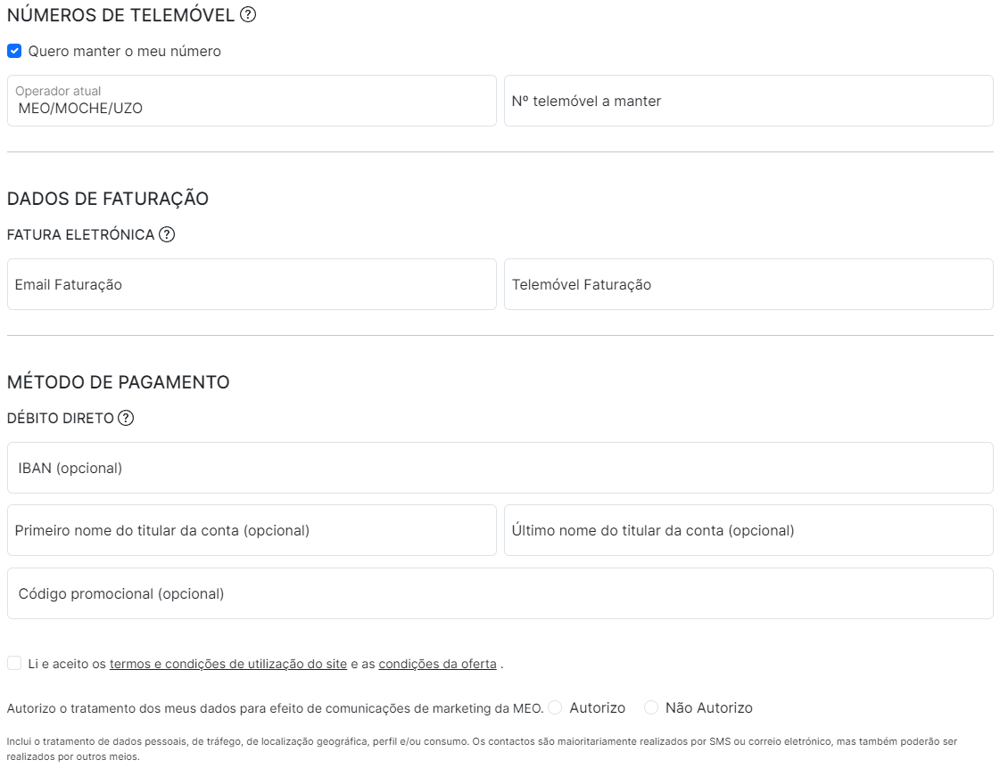 NÚMEROS DE TELEMÓVEL ?
Quero manter o meu número
Operador atual
MEO/MOCHE/UZO
Nº telemóvel a manter
DADOS DE FATURAÇÃO
FATURA ELETRÓNICA ?
Email Faturação
Telemóvel Faturação
MÉTODO DE PAGAMENTO
DÉBITO DIRETO ?
IBAN (opcional)
Primeiro nome do titular da conta (opcional)
Último nome do titular da conta (opcional)
Código promocional (opcional)
Li e aceito os termos e condições de utilização do site e as condições da oferta .
Autorizo o tratamento dos meus dados para efeito de comunicações de marketing da MEO. Autorizo Não Autorizo
Inclui o tratamento de dados pessoais, de tráfego, de localização geográfica, perfil e/ou consumo. Os contactos são maioritariamente realizados por SMS ou correio eletrónico, mas também poderão ser
realizados por outros meios.